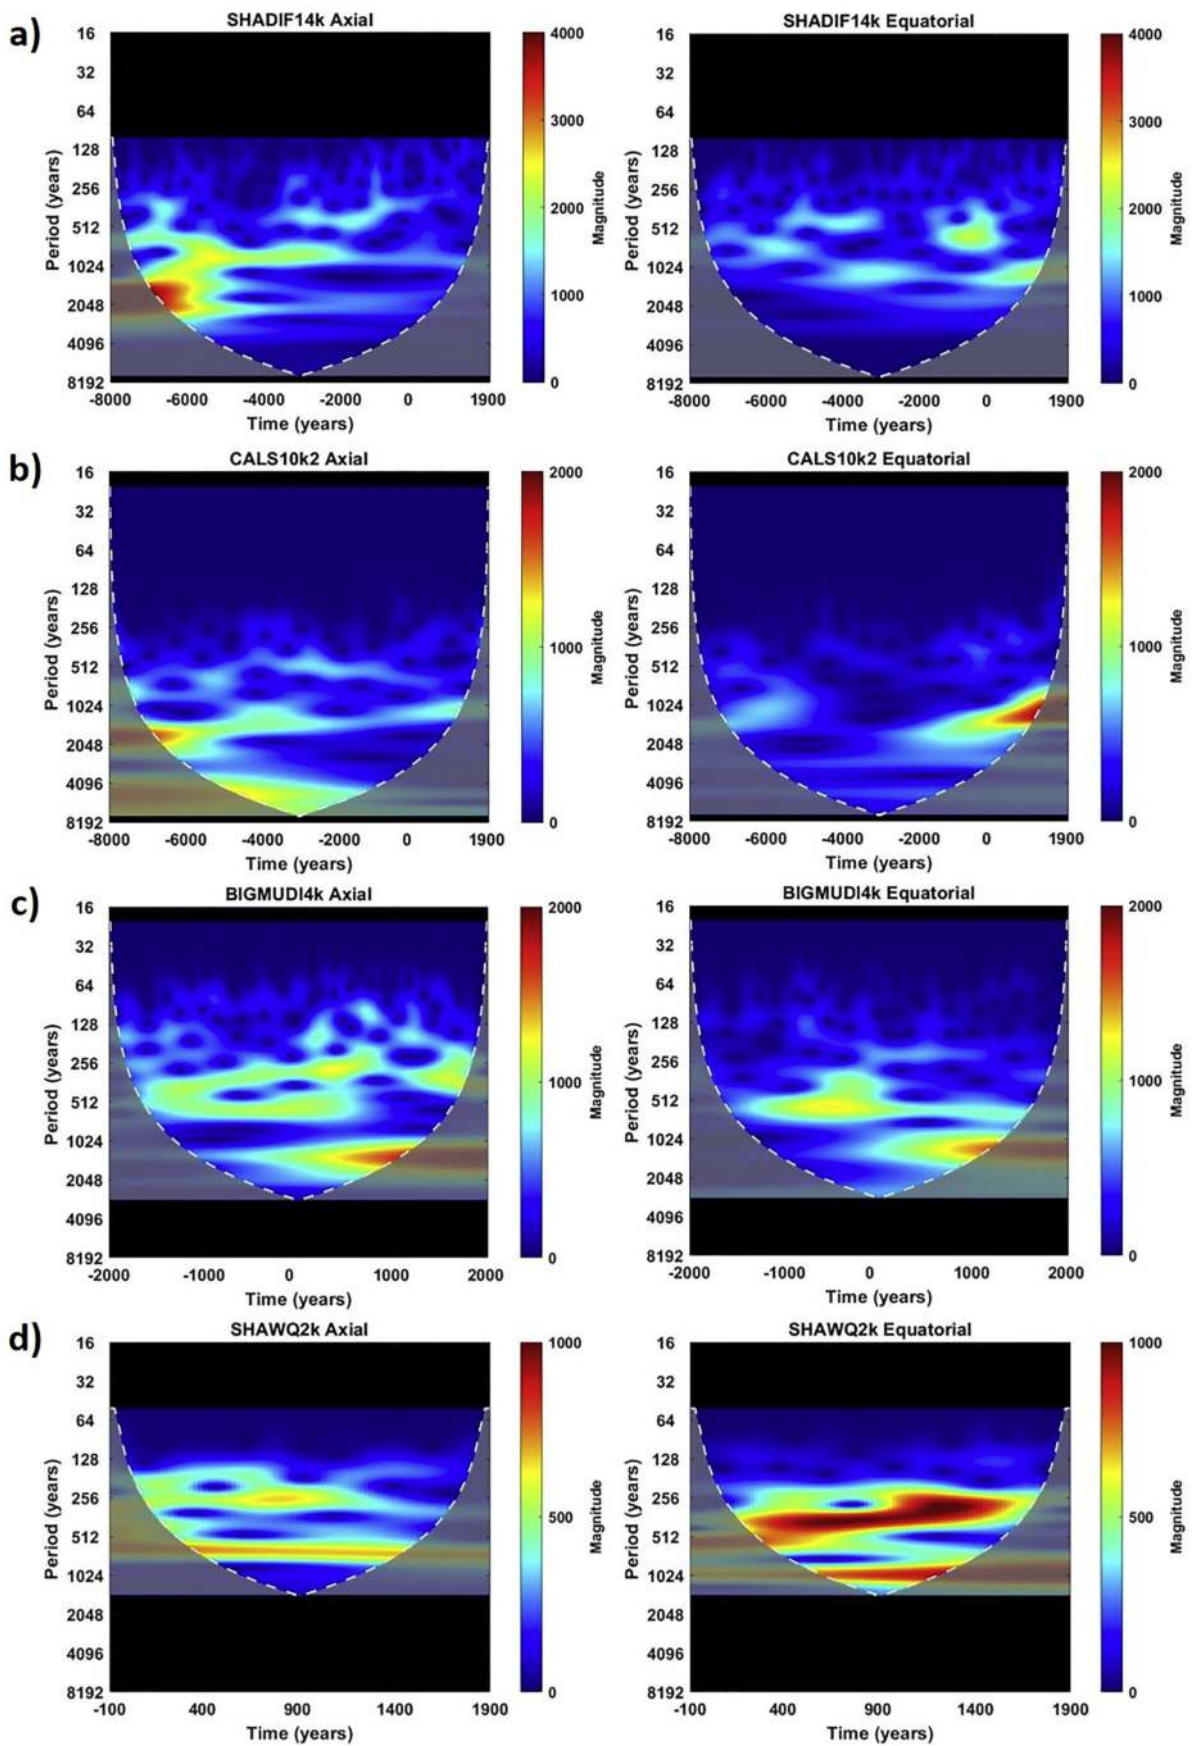 a)
SHADIF14k Axial
16
32
64
128
256
512
1024
2048
4096
8192
Period (years)
-8000 -6000 -4000 -2000 0 1900
Time (years)
4000
3000
2000
1000
0
Magnitude
SHADIF14k Equatorial
16
32
64
128
256
512
1024
2048
4096
8192
Period (years)
-8000 -6000 -4000 -2000 0 1900
Time (years)
4000
3000
2000
1000
0
Magnitude
b)
CALS10k2 Axial
16
32
64
128
256
512
1024
2048
4096
8192
Period (years)
-8000 -6000 -4000 -2000 0 1900
Time (years)
2000
1000
0
Magnitude
CALS10k2 Equatorial
16
32
64
128
256
512
1024
2048
4096
8192
Period (years)
-8000 -6000 -4000 -2000 0 1900
Time (years)
2000
1000
0
Magnitude
c)
BIGMUDI4k Axial
16
32
64
128
256
512
1024
2048
4096
8192
Period (years)
-2000 -1000 0 1000 2000
Time (years)
2000
1000
0
Magnitude
BIGMUDI4k Equatorial
16
32
64
128
256
512
1024
2048
4096
8192
Period (years)
-2000 -1000 0 1000 2000
Time (years)
2000
1000
0
Magnitude
d)
SHAWQ2k Axial
16
32
64
128
256
512
1024
2048
4096
8192
Period (years)
-100 400 900 1400 1900
Time (years)
1000
500
0
Magnitude
SHAWQ2k Equatorial
16
32
64
128
256
512
1024
2048
4096
8192
Period (years)
-100 400 900 1400 1900
Time (years)
1000
500
0
Magnitude